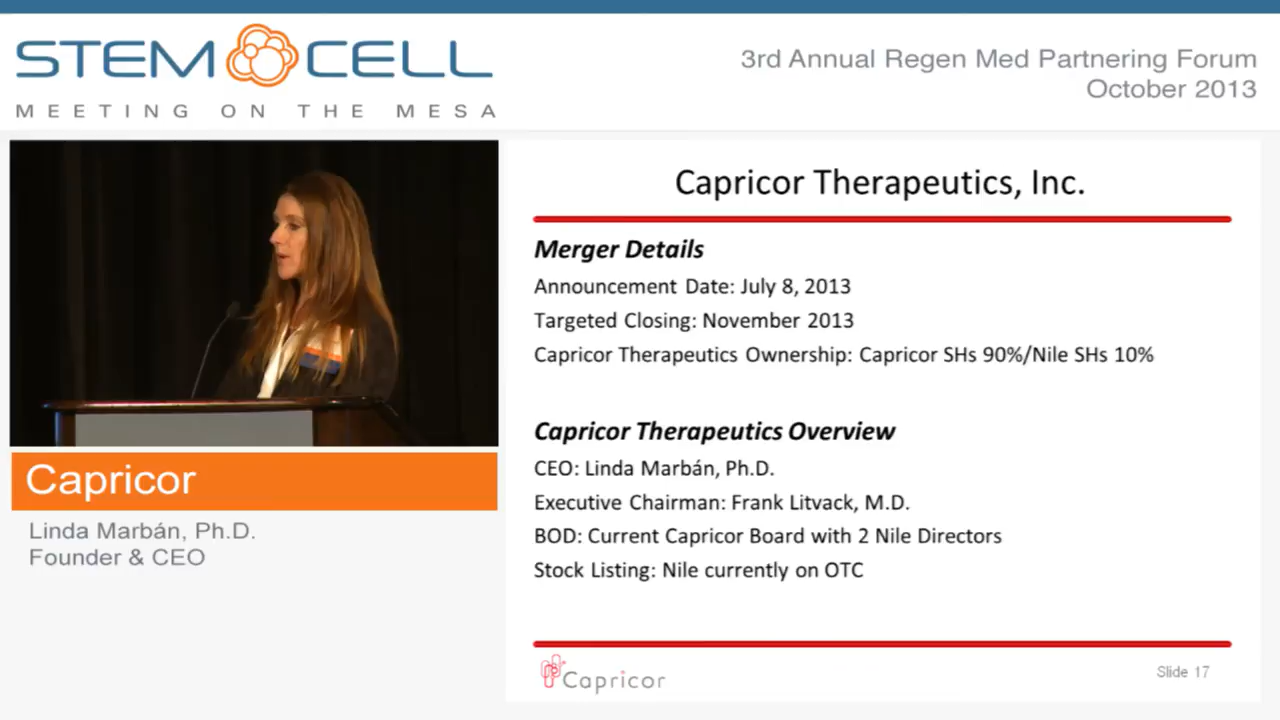 STEM CELL
MEETING ON THE MESA
3rd Annual Regen Med Partnering Forum
October 2013
Capricor
Linda Marbán, Ph.D.
Founder & CEO
Capricor Therapeutics, Inc.
Merger Details
Announcement Date: July 8, 2013
Targeted Closing: November 2013
Capricor Therapeutics Ownership: Capricor SHs 90%/Nile SHs 10%
Capricor Therapeutics Overview
CEO: Linda Marbán, Ph.D.
Executive Chairman: Frank Litvack, M.D.
BOD: Current Capricor Board with 2 Nile Directors
Stock Listing: Nile currently on OTC
Capricor
Slide 17